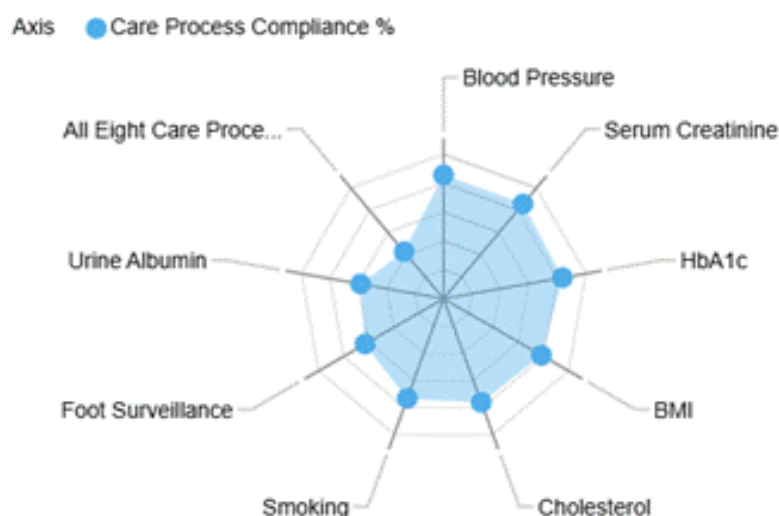 Axis Care Process Compliance %
Blood Pressure
All Eight Care Proce...
Serum Creatinine
Urine Albumin
HbA1c
Foot Surveillance
BMI
Smoking
Cholesterol